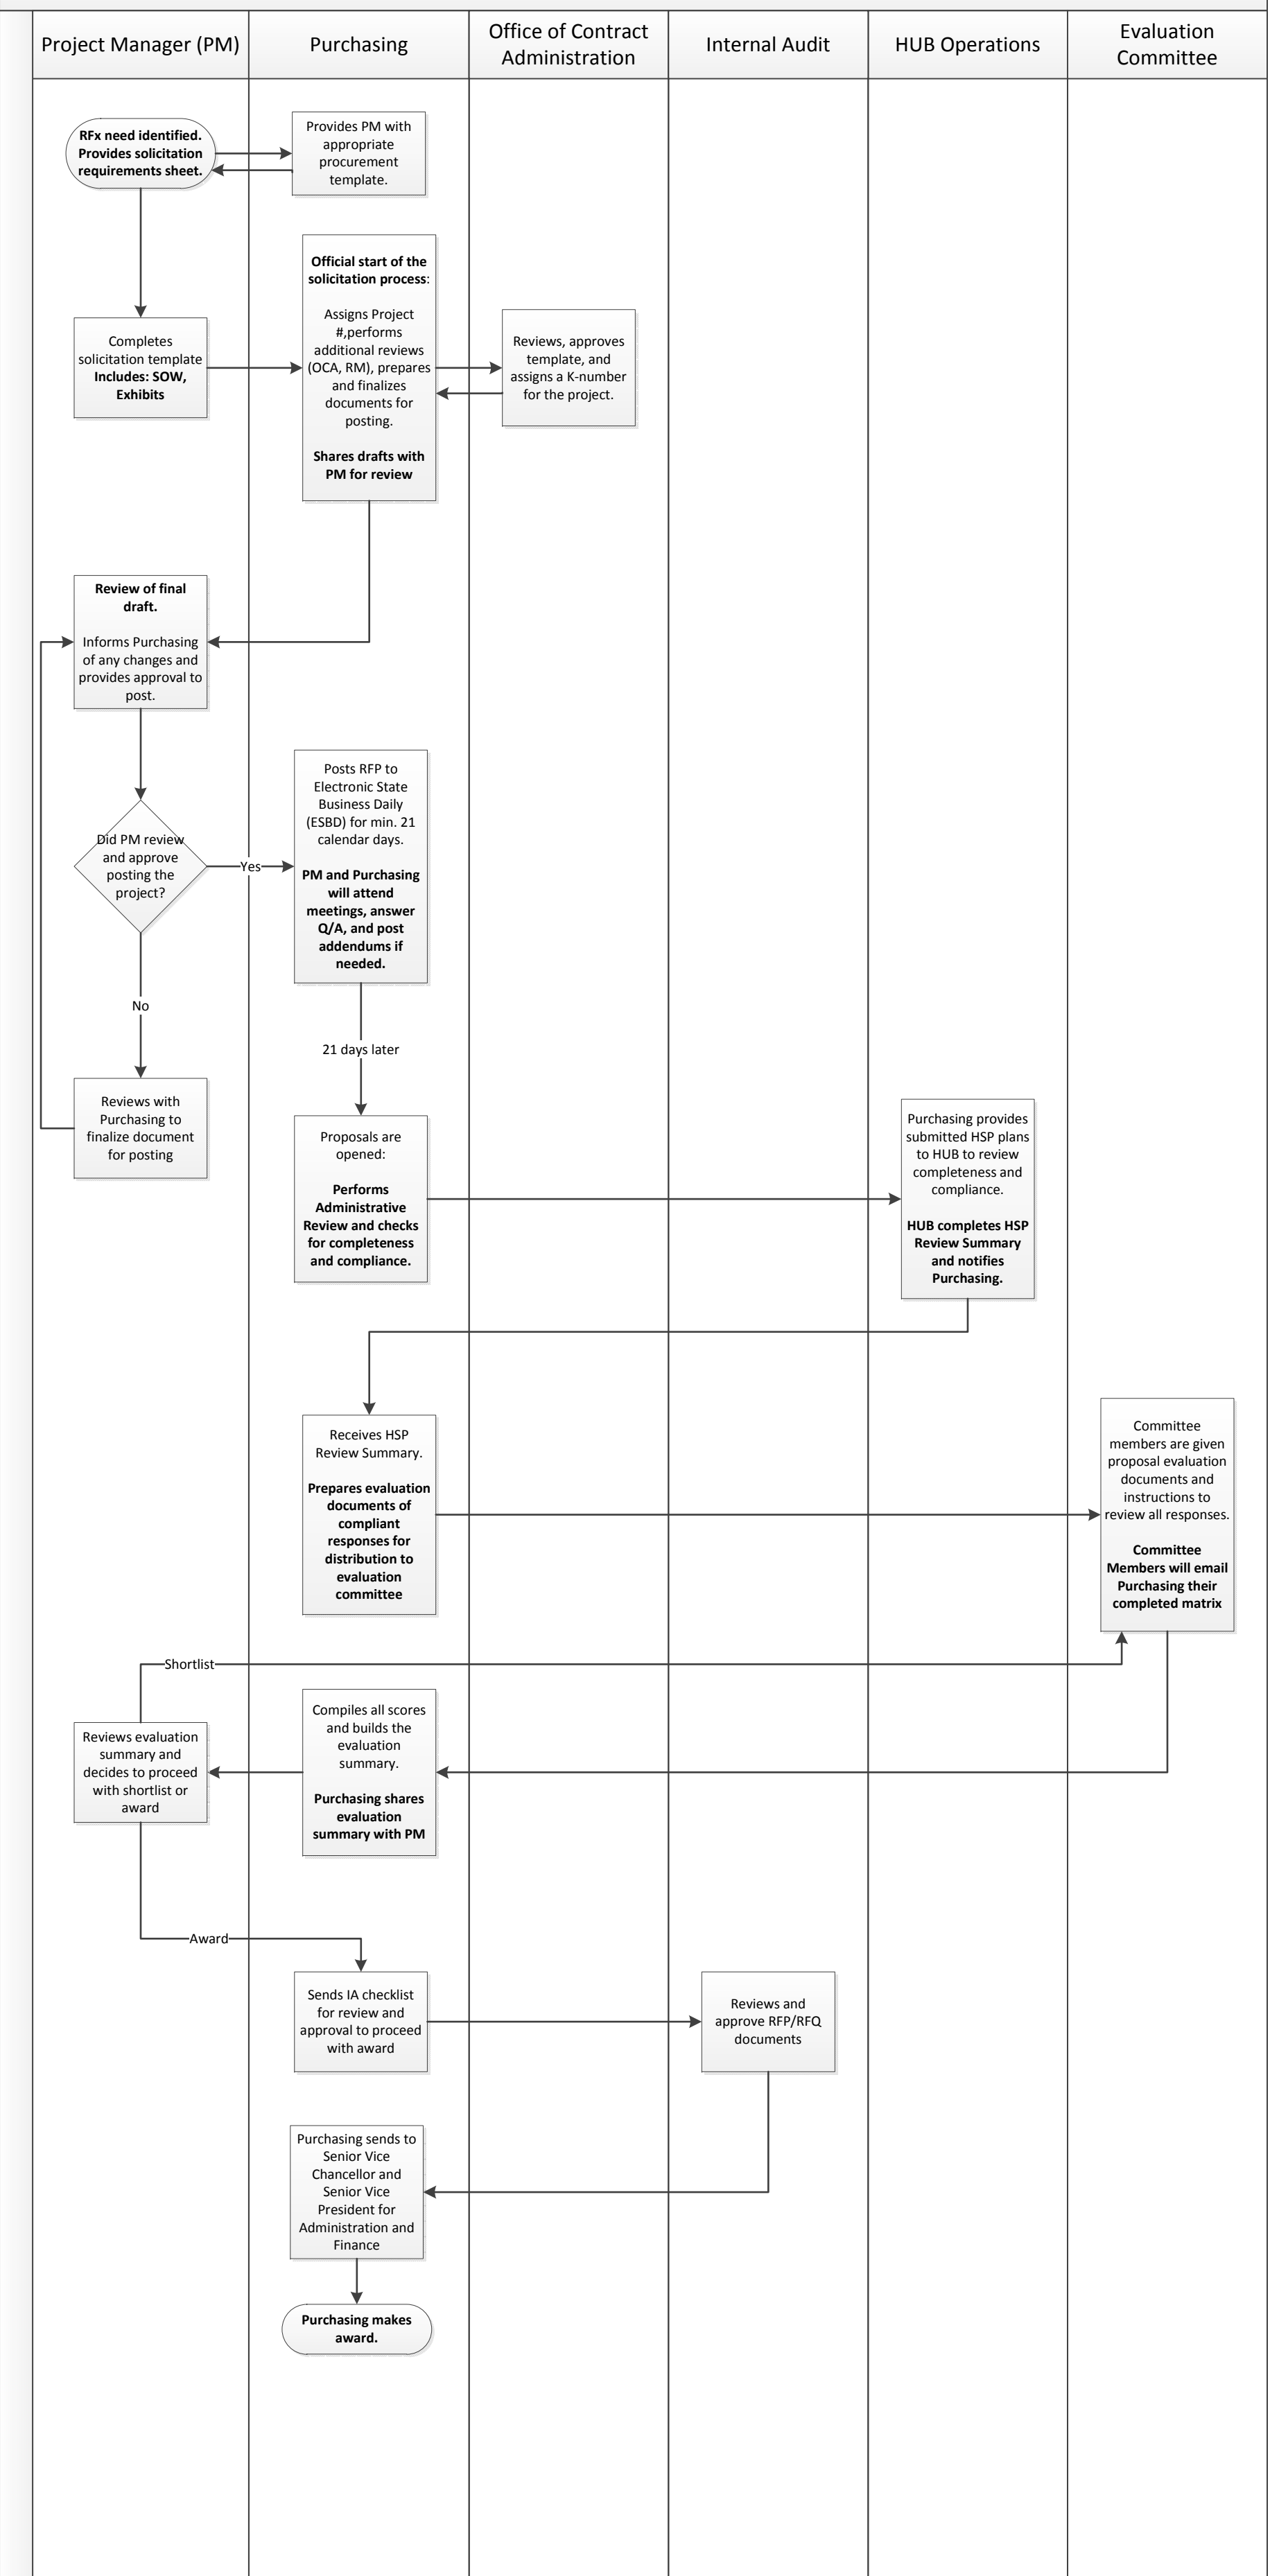 Project Manager (PM)
Purchasing
Office of Contract
Administration
Internal Audit
HUB Operations
Evaluation
Committee
RFx need identified.
Provides solicitation
requirements sheet.
Provides PM with
appropriate
procurement
template.
Official start of the
solicitation process:
Assigns Project
#,performs
additional reviews
(OCA, RM), prepares
and finalizes
documents for
posting.
Shares drafts with
PM for review
Completes
solicitation template
Includes: SOW,
Exhibits
Reviews, approves
template, and
assigns a K-number
for the project.
Review of final
draft.
Informs Purchasing
of any changes and
provides approval to
post.
Did PM review
and approve
posting the
project?
Yes
No
Posts RFP to
Electronic State
Business Daily
(ESBD) for min. 21
calendar days.
PM and Purchasing
will attend
meetings, answer
Q/A, and post
addendums if
needed.
21 days later
Reviews with
Purchasing to
finalize document
for posting
Proposals are
opened:
Performs
Administrative
Review and checks
for completeness
and compliance.
Purchasing provides
submitted HSP plans
to HUB to review
completeness and
compliance.
HUB completes HSP
Review Summary
and notifies
Purchasing.
Receives HSP
Review Summary.
Prepares evaluation
documents of
compliant
responses for
distribution to
evaluation
committee
Committee
members are given
proposal evaluation
documents and
instructions to
review all responses.
Committee
Members will email
Purchasing their
completed matrix
Shortlist
Compiles all scores
and builds the
evaluation
summary.
Purchasing shares
evaluation
summary with PM
Reviews evaluation
summary and
decides to proceed
with shortlist or
award
Award
Sends IA checklist
for review and
approval to proceed
with award
Reviews and
approve RFP/RFQ
documents
Purchasing sends to
Senior Vice
Chancellor and
Senior Vice
President for
Administration and
Finance
Purchasing makes
award.